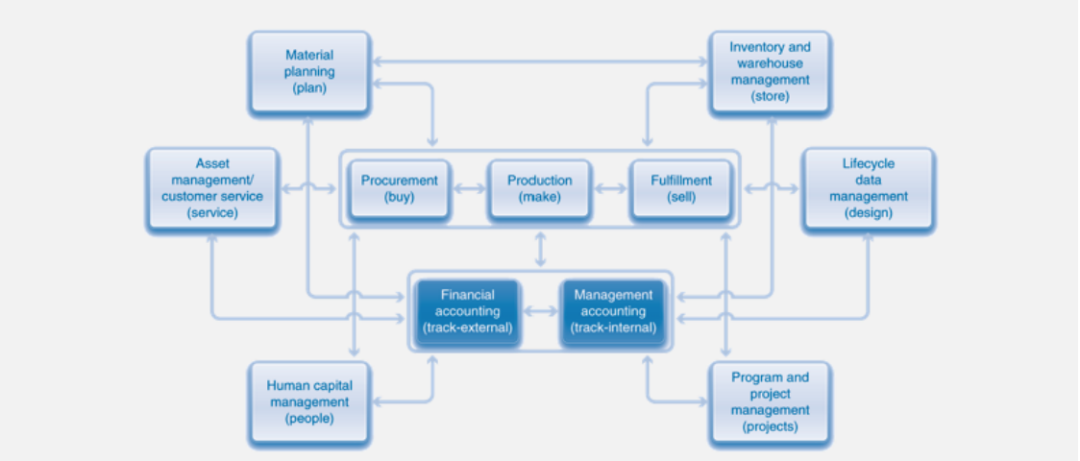 Material
planning
(plan)
Inventory and
warehouse
management
(store)
Asset
management/
customer service
(service)
Procurement
(buy)
Production
(make)
Fulfillment
(sell)
Lifecycle
data
management
(design)
Financial
accounting
(track-external)
Management
accounting
(track-internal)
Human capital
management
(people)
Program and
project
management
(projects)